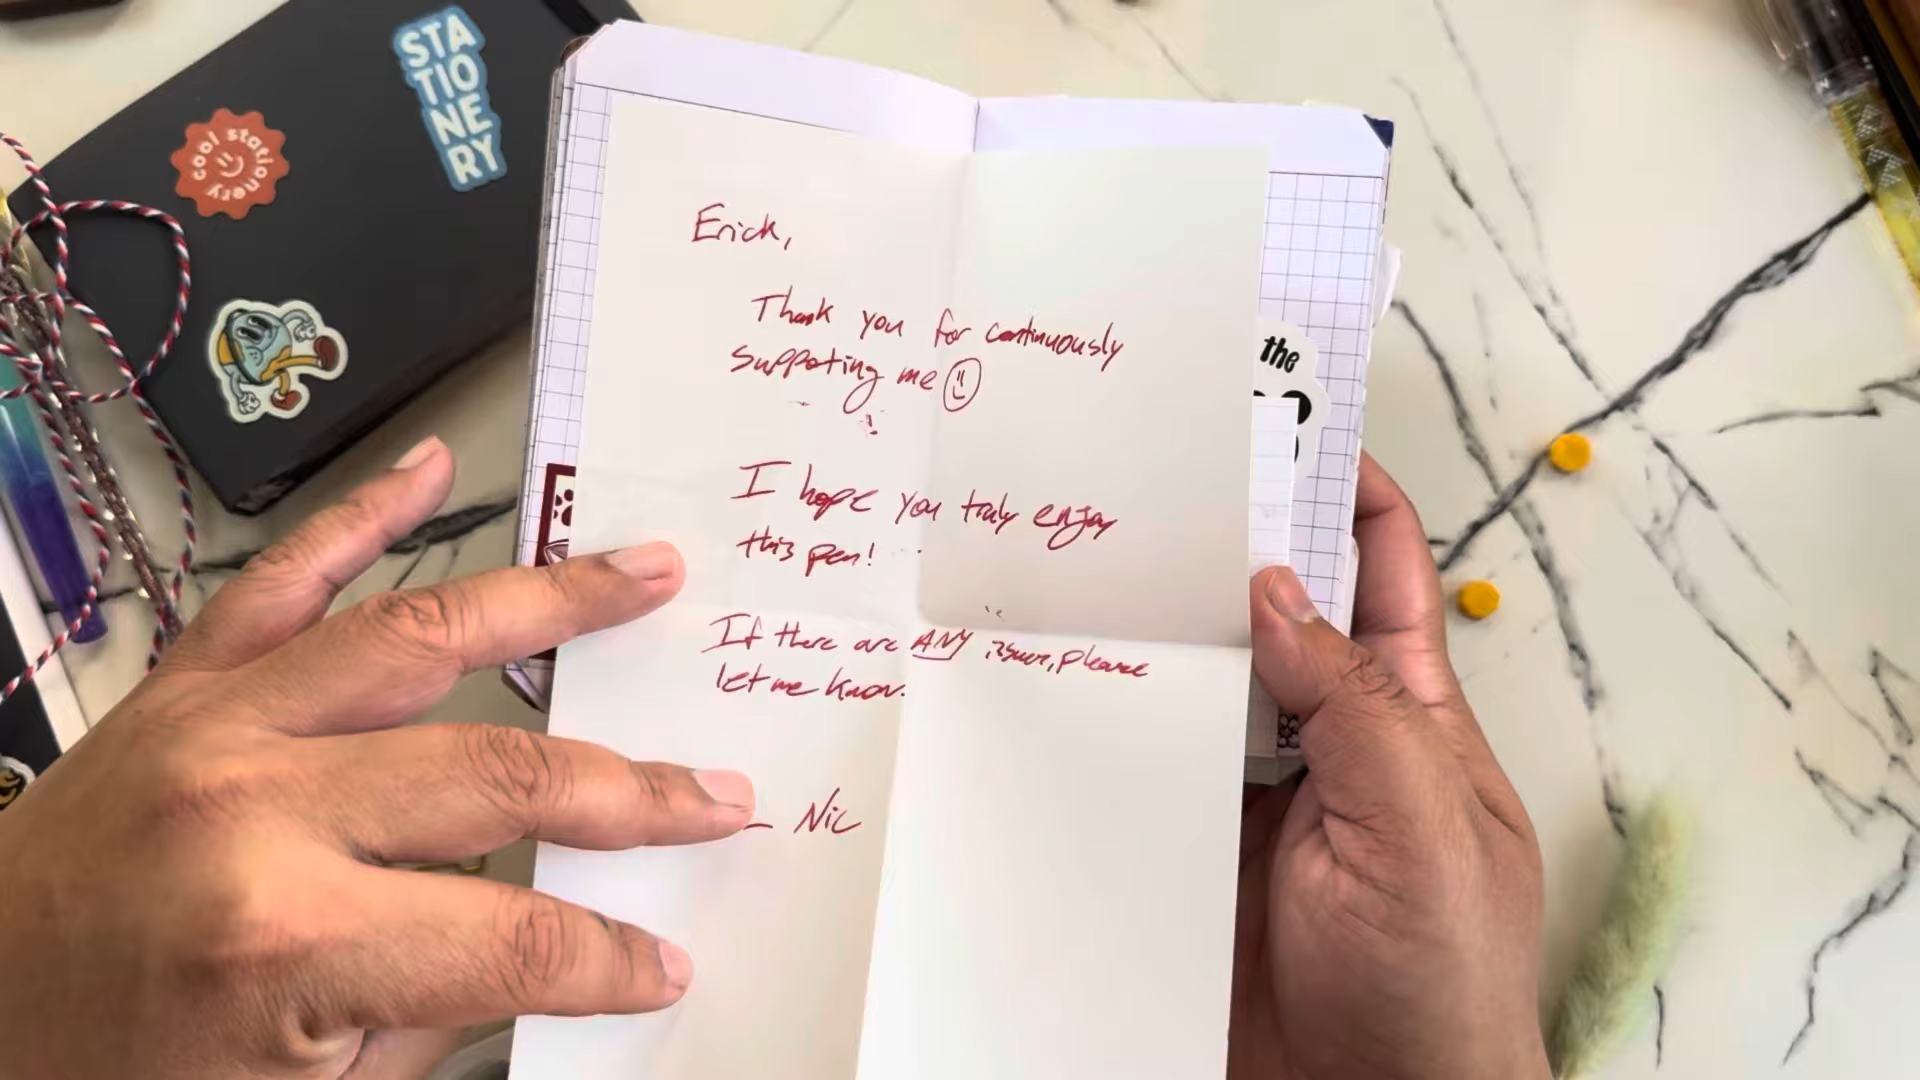 STA
TIO
NE
RY
cool stationery
Erick,
Thank you for continuously
supporting me
I hope you truly enjoy
this pen!
If there are ANY issues, please
let me know.
– Nic
the